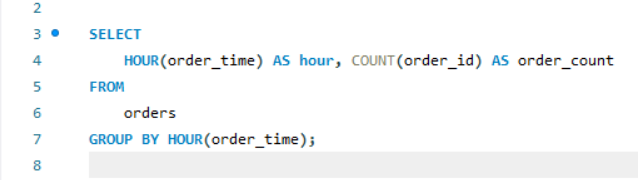 2
3 SELECT
4 HOUR(order_time) AS hour, COUNT(order_id) AS order_count
5 FROM
6 orders
7 GROUP BY HOUR(order_time);
8